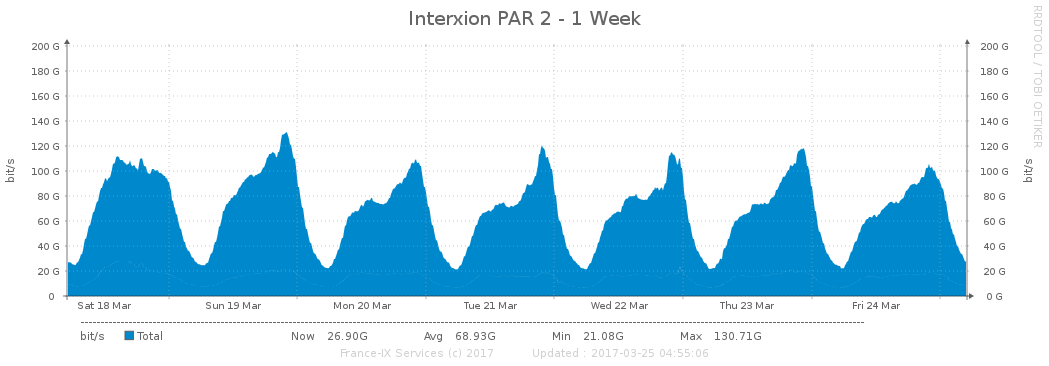 Interxion PAR 2 - 1 Week
RRDTOOL / TOBI OETIKER
bit/s
200 G 200 G
180 G 180 G
160 G 160 G
140 G 140 G
120 G 120 G
100 G 100 G
80 G 80 G
60 G 60 G
40 G 40 G
20 G 20 G
0 0 G
bit/s
Sat 18 Mar Sun 19 Mar Mon 20 Mar Tue 21 Mar Wed 22 Mar Thu 23 Mar Fri 24 Mar
bit/s Total Now 26.90G Avg 68.93G Min 21.08G Max 130.71G
France-IX Services (c) 2017 Updated : 2017-03-25 04:55:06